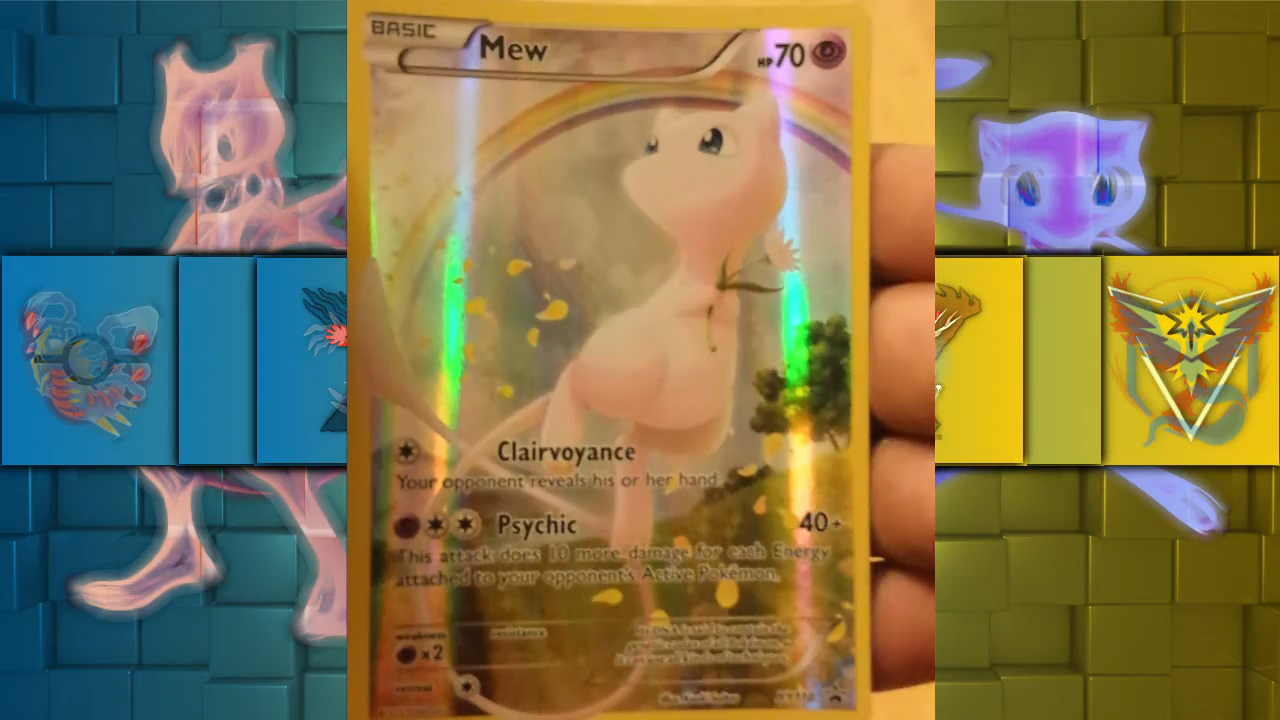 BASIC
Mew
HP70
Clairvoyance
Your opponent reveals his or her hand.
Psychic 40+
This attack does 10 more damage for each Energy
attached to your opponent's Active Pokémon.
weakness resistance
×2